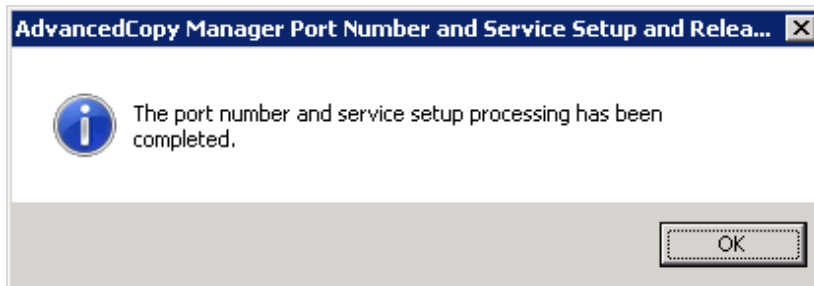 AdvancedCopy Manager Port Number and Service Setup and Relea...
The port number and service setup processing has been
completed.
OK